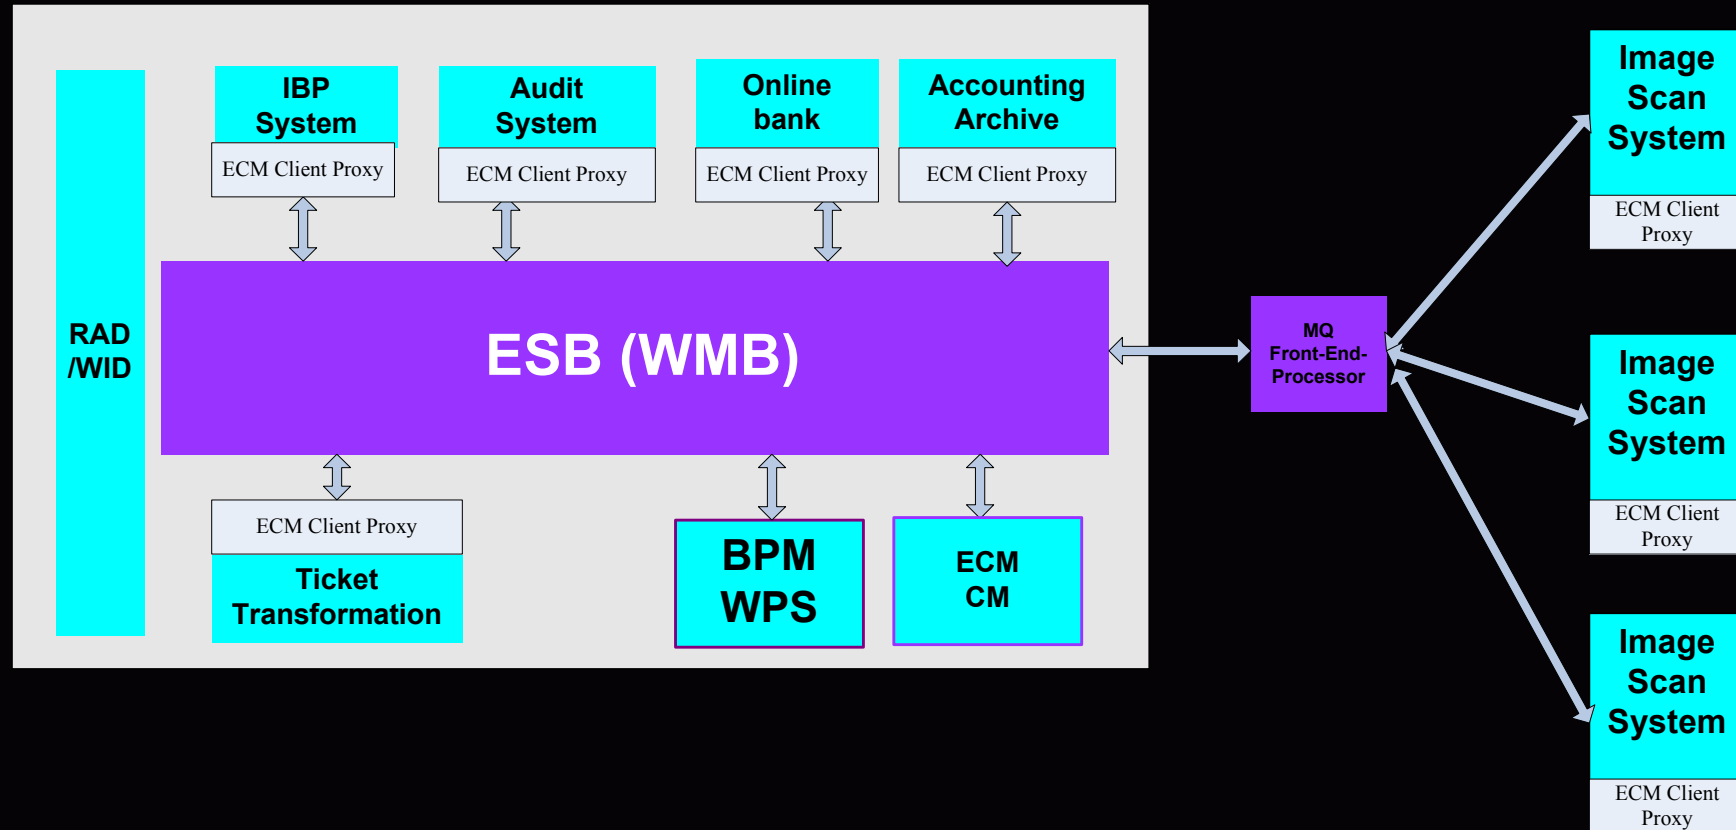 IBP
System
ECM Client Proxy
Audit
System
ECM Client Proxy
Online
bank
ECM Client Proxy
Accounting
Archive
ECM Client Proxy
RAD
/WID
ESB (WMB)
ECM Client Proxy
Ticket
Transformation
BPM
WPS
ECM
CM
MQ
Front-End-
Processor
Image
Scan
System
ECM Client
Proxy
Image
Scan
System
ECM Client
Proxy
Image
Scan
System
ECM Client
Proxy